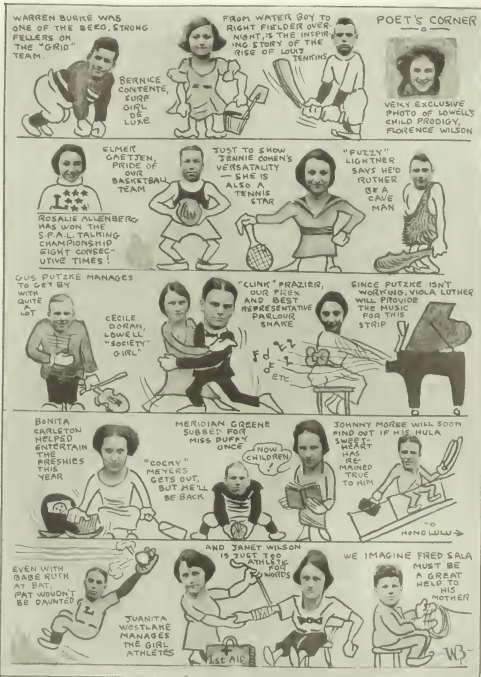 WARREN BURKE WAS
ONE OF THE BERG, STRONG
FELLERS ON
THE "GRID"
TEAM.
BERNICE
CONTENTE,
SURF
GIRL
DE
LUXE
FROM WATER BOY TO
RIGHT FIELDER OVER-
NIGHT, IS THE INSPIR-
ING STORY OF THE
RISE OF LOUIS
JENKINS
POET'S CORNER
VERY EXCLUSIVE
PHOTO OF LOWELL'S
CHILD PRODIGY,
FLORENCE WILSON
ROSALIE ALLENBERG
HAS WON THE
S.P.A.L. TALKING
CHAMPIONSHIP
EIGHT CONSEC-
UTIVE TIMES!
ELMER
GAETJEN,
PRIDE OF
OUR
BASKETBALL
TEAM
JUST TO SHOW
JENNIE COHEN'S
VERSATALITY
— SHE IS
ALSO A
TENNIS
STAR
"FUZZY"
LIGHTNER
SAYS HE'D
RUTHER
BE A
CAVE
MAN
GUS PUTZKE MANAGES
TO GET BY
WITH
QUITE
A
LOT
CECILE
DORAN,
LOWELL
"SOCIETY"
GIRL
"CLINK" FRAZIER,
OUR PREX
AND BEST
REPRESENTATIVE
PARLOUR
SNAKE
SINCE PUTZKE ISN'T
WORKING, VIOLA LUTHER
WILL PROVIDE
THE MUSIC
FOR THIS
STRIP
ETC.
BONITA
CARLETON
HELPED
ENTERTAIN
THE
FRESHIES
THIS
YEAR
"COCKY"
MEYERS
GETS OUT,
BUT HE'LL
BE BACK
MERIDIAN GREENE
SUBBED FOR
MISS DUFFY
ONCE
NOW
CHILDREN!
JOHNNY MORSE WILL SOON
FIND OUT IF HIS HULA
SWEET-
HEART
HAS
RE-
MAINED
TRUE
TO HIM
TO
HONOLULU→
EVEN WITH
BABE RUTH
AT BAT,
PAT WOUDN'T
BE DAUNTED
L
JUANITA
WESTLAKE
MANAGES
THE GIRL
ATHLETES
AND JANET WILSON
IS JUST TOO
ATHLETIC
FOR
WORDS
1st AID
WE IMAGINE FRED SALA
MUST BE
A GREAT
HELP TO
HIS
MOTHER
WB